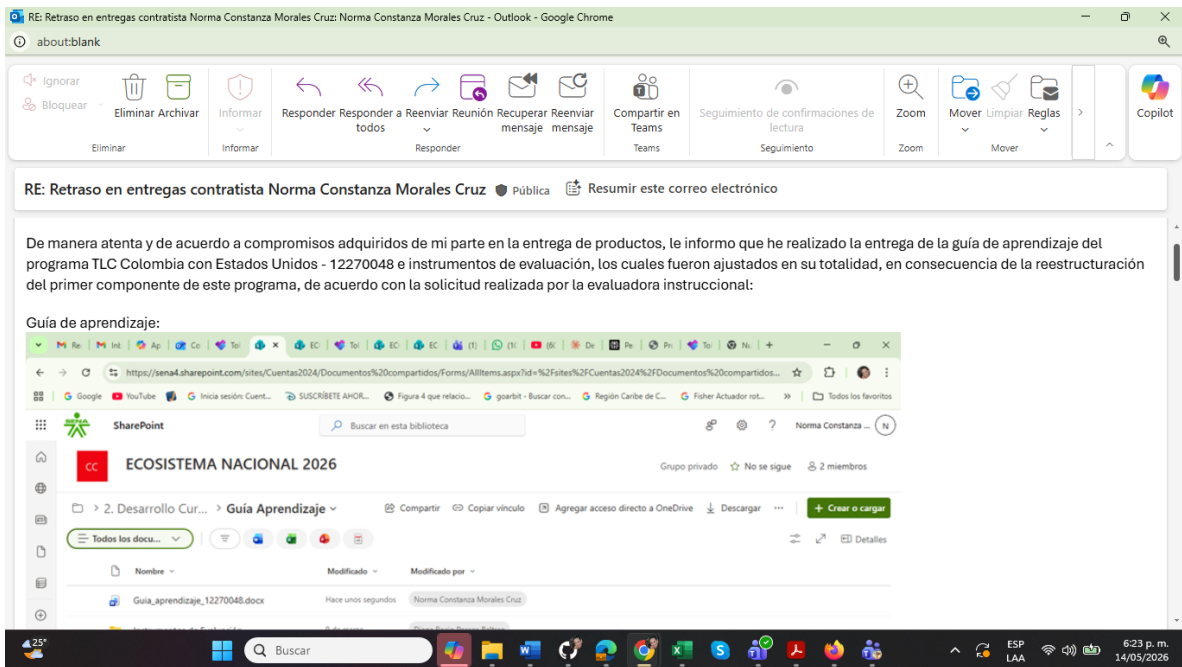 RE: Retraso en entregas contratista Norma Constanza Morales Cruz: Norma Constanza Morales Cruz - Outlook - Google Chrome
about:blank
Ignorar
Bloquear
Eliminar Archivar
Eliminar
Informar
Informar
Responder Responder a todos Reenviar Reunión Recuperar mensaje Reenviar mensaje
Responder
Compartir en Teams
Teams
Seguimiento de confirmaciones de lectura
Seguimiento
Zoom
Zoom
Mover Limpiar Reglas
Mover
Copilot
RE: Retraso en entregas contratista Norma Constanza Morales Cruz Pública Resumir este correo electrónico
De manera atenta y de acuerdo a compromisos adquiridos de mi parte en la entrega de productos, le informo que he realizado la entrega de la guía de aprendizaje del
programa TLC Colombia con Estados Unidos - 12270048 e instrumentos de evaluación, los cuales fueron ajustados en su totalidad, en consecuencia de la reestructuración
del primer componente de este programa, de acuerdo con la solicitud realizada por la evaluadora instruccional:
Guía de aprendizaje:
https://sena4.sharepoint.com/sites/Cuentas2024/Documentos%20compartidos/Forms/AllItems.aspx?id=%2Fsites%2FCuentas2024%2FDocumentos%20compartidos...
Google YouTube Inicia sesión: Cuent... SUSCRÍBETE AHOR... Figura 4 que relacio... goarbit - Buscar con... Región Caribe de C... Fisher Actuador rot... » Todos los favoritos
SENA SharePoint Buscar en esta biblioteca ? Norma Constanza ... N
CC ECOSISTEMA NACIONAL 2026 Grupo privado No se sigue 2 miembros
> 2. Desarrollo Cur... > Guía Aprendizaje Compartir Copiar vínculo Agregar acceso directo a OneDrive Descargar ... + Crear o cargar
Todos los docu... Detalles
Nombre Modificado Modificado por
Guia_aprendizaje_12270048.docx Hace unos segundos Norma Constanza Morales Cruz
25° Buscar ESP LAA 6:23 p. m.
14/05/2026